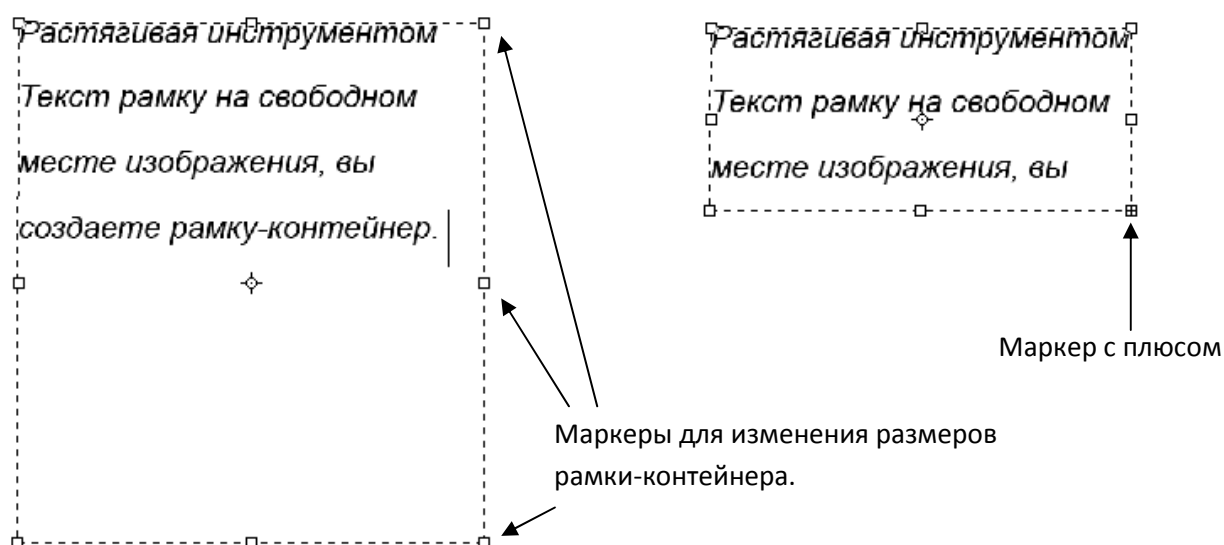 Растягивая инструментом
Текст рамку на свободном
месте изображения, вы
создаете рамку-контейнер.
Растягивая инструментом
Текст рамку на свободном
месте изображения, вы
Маркер с плюсом
Маркеры для изменения размеров
рамки-контейнера.